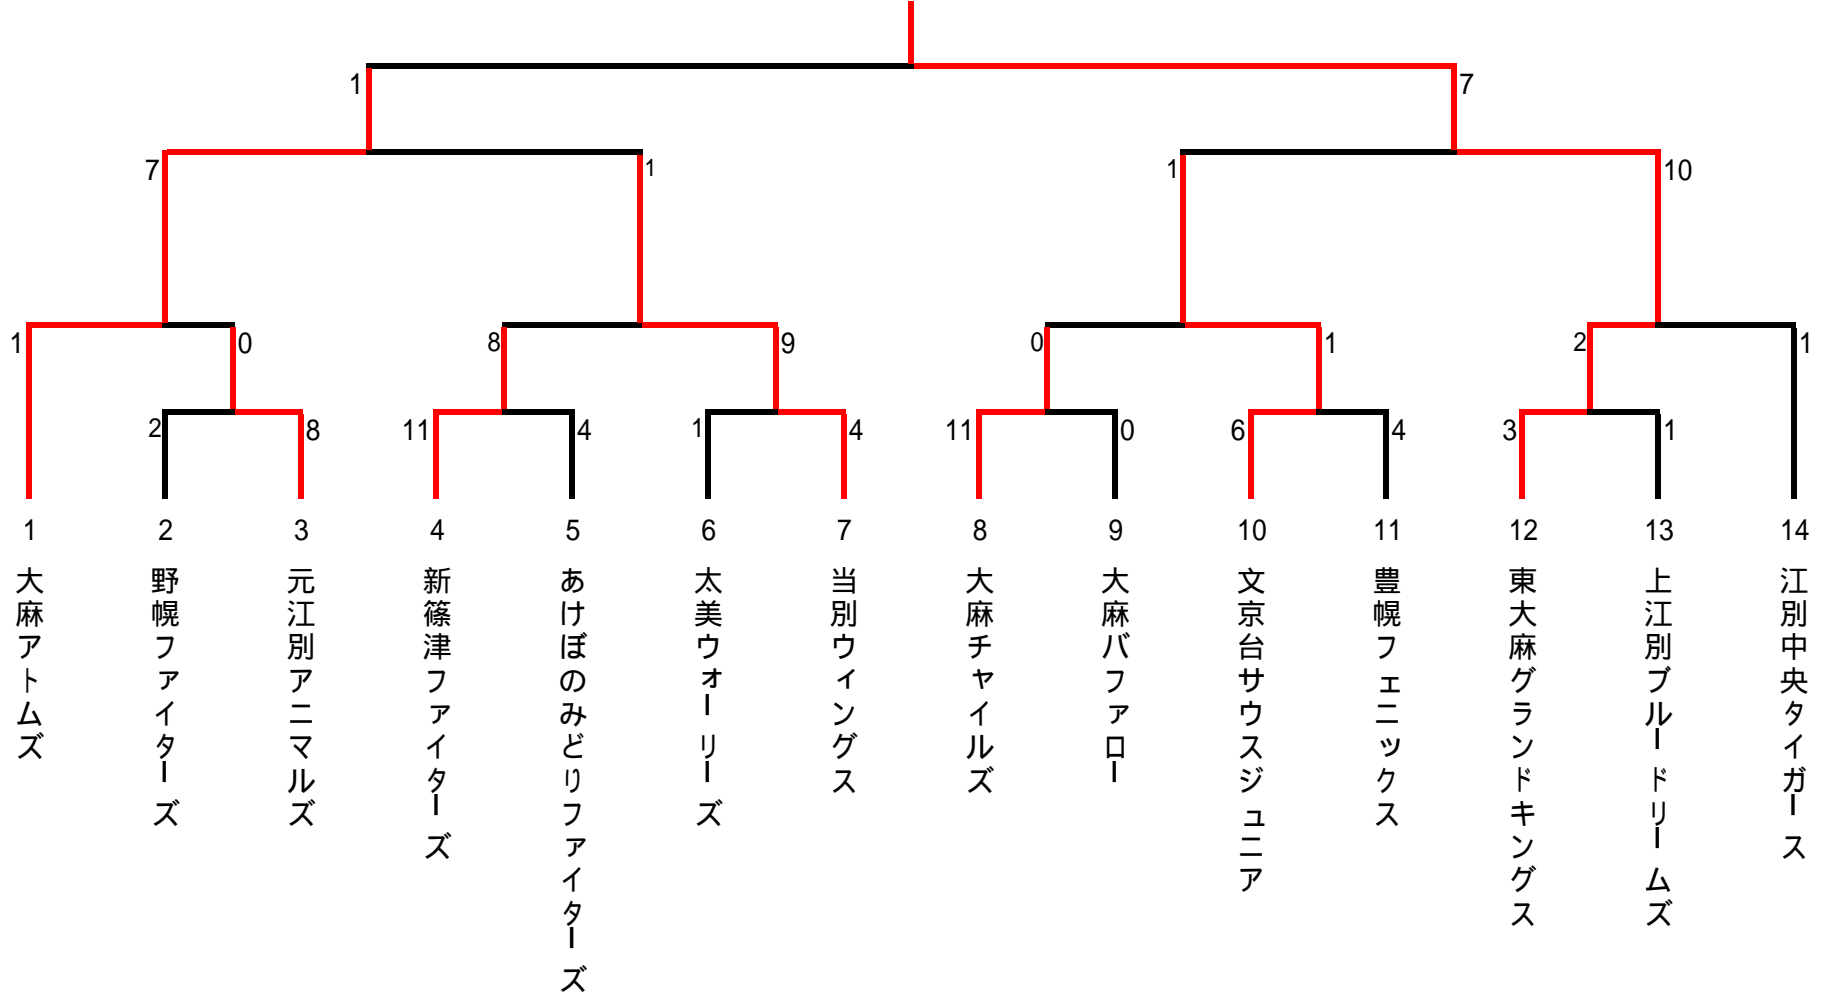 1 7
7 1 1 10
1 0 8 9 0 1 2 1
2 8 11 4 1 4 11 0 6 4 3 1
1 2 3 4 5 6 7 8 9 10 11 12 13 14
大麻アトムズ
野幌ファイターズ
元江別アニマルズ
新篠津ファイターズ
あけぼのみどりファイターズ
太美ウォーリーズ
当別ウィングス
大麻チャイルズ
大麻バファロー
文京台サウスジュニア
豊幌フェニックス
東大麻グランドキングス
上江別ブルードリームズ
江別中央タイガース